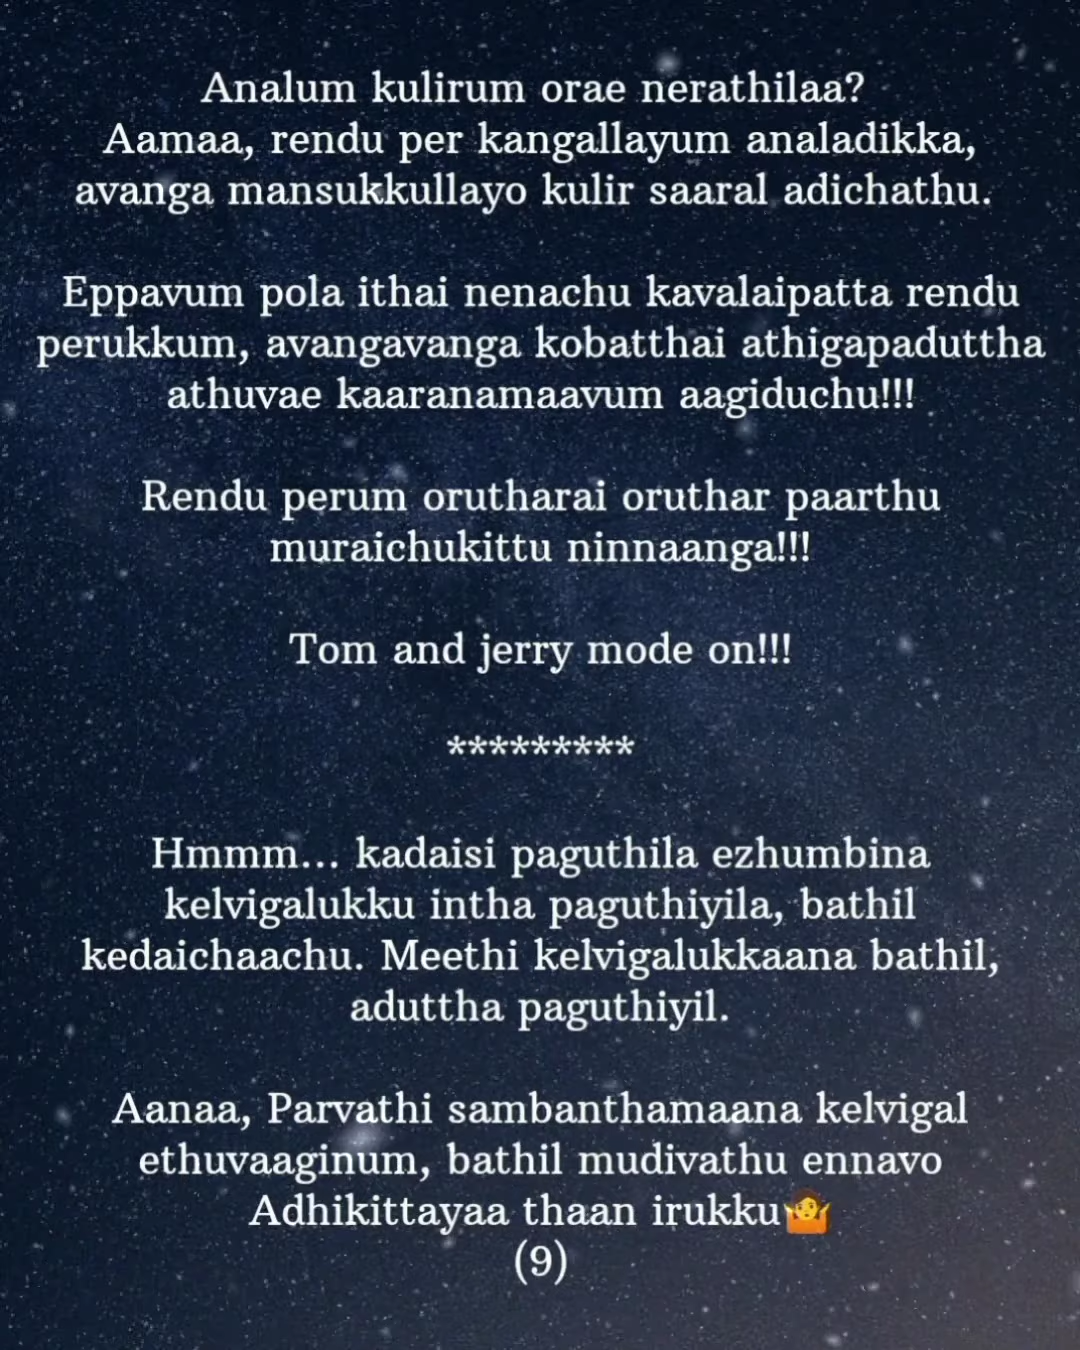 Analum kulirum orae nerathilaa?
Aamaa, rendu per kangallayum analadikka,
avanga mansukkullayo kulir saaral adichathu.
Eppavum pola ithai nenachu kavalaipatta rendu
perukkum, avangavanga kobatthai athigapaduttha
athuvae kaaranamaavum aagiduchu!!!
Rendu perum orutharai oruthar paarthu
muraichukittu ninnaanga!!!
Tom and jerry mode on!!!
*********
Hmmm... kadaisi paguthila ezhumbina
kelvigalukku intha paguthiyila, bathil
kedaichaachu. Meethi kelvigalukkaana bathil,
aduttha paguthiyil.
Aanaa, Parvathi sambanthamaana kelvigal
ethuvaaginum, bathil mudivathu ennavo
Adhikittayaa thaan irukku🤷
(9)